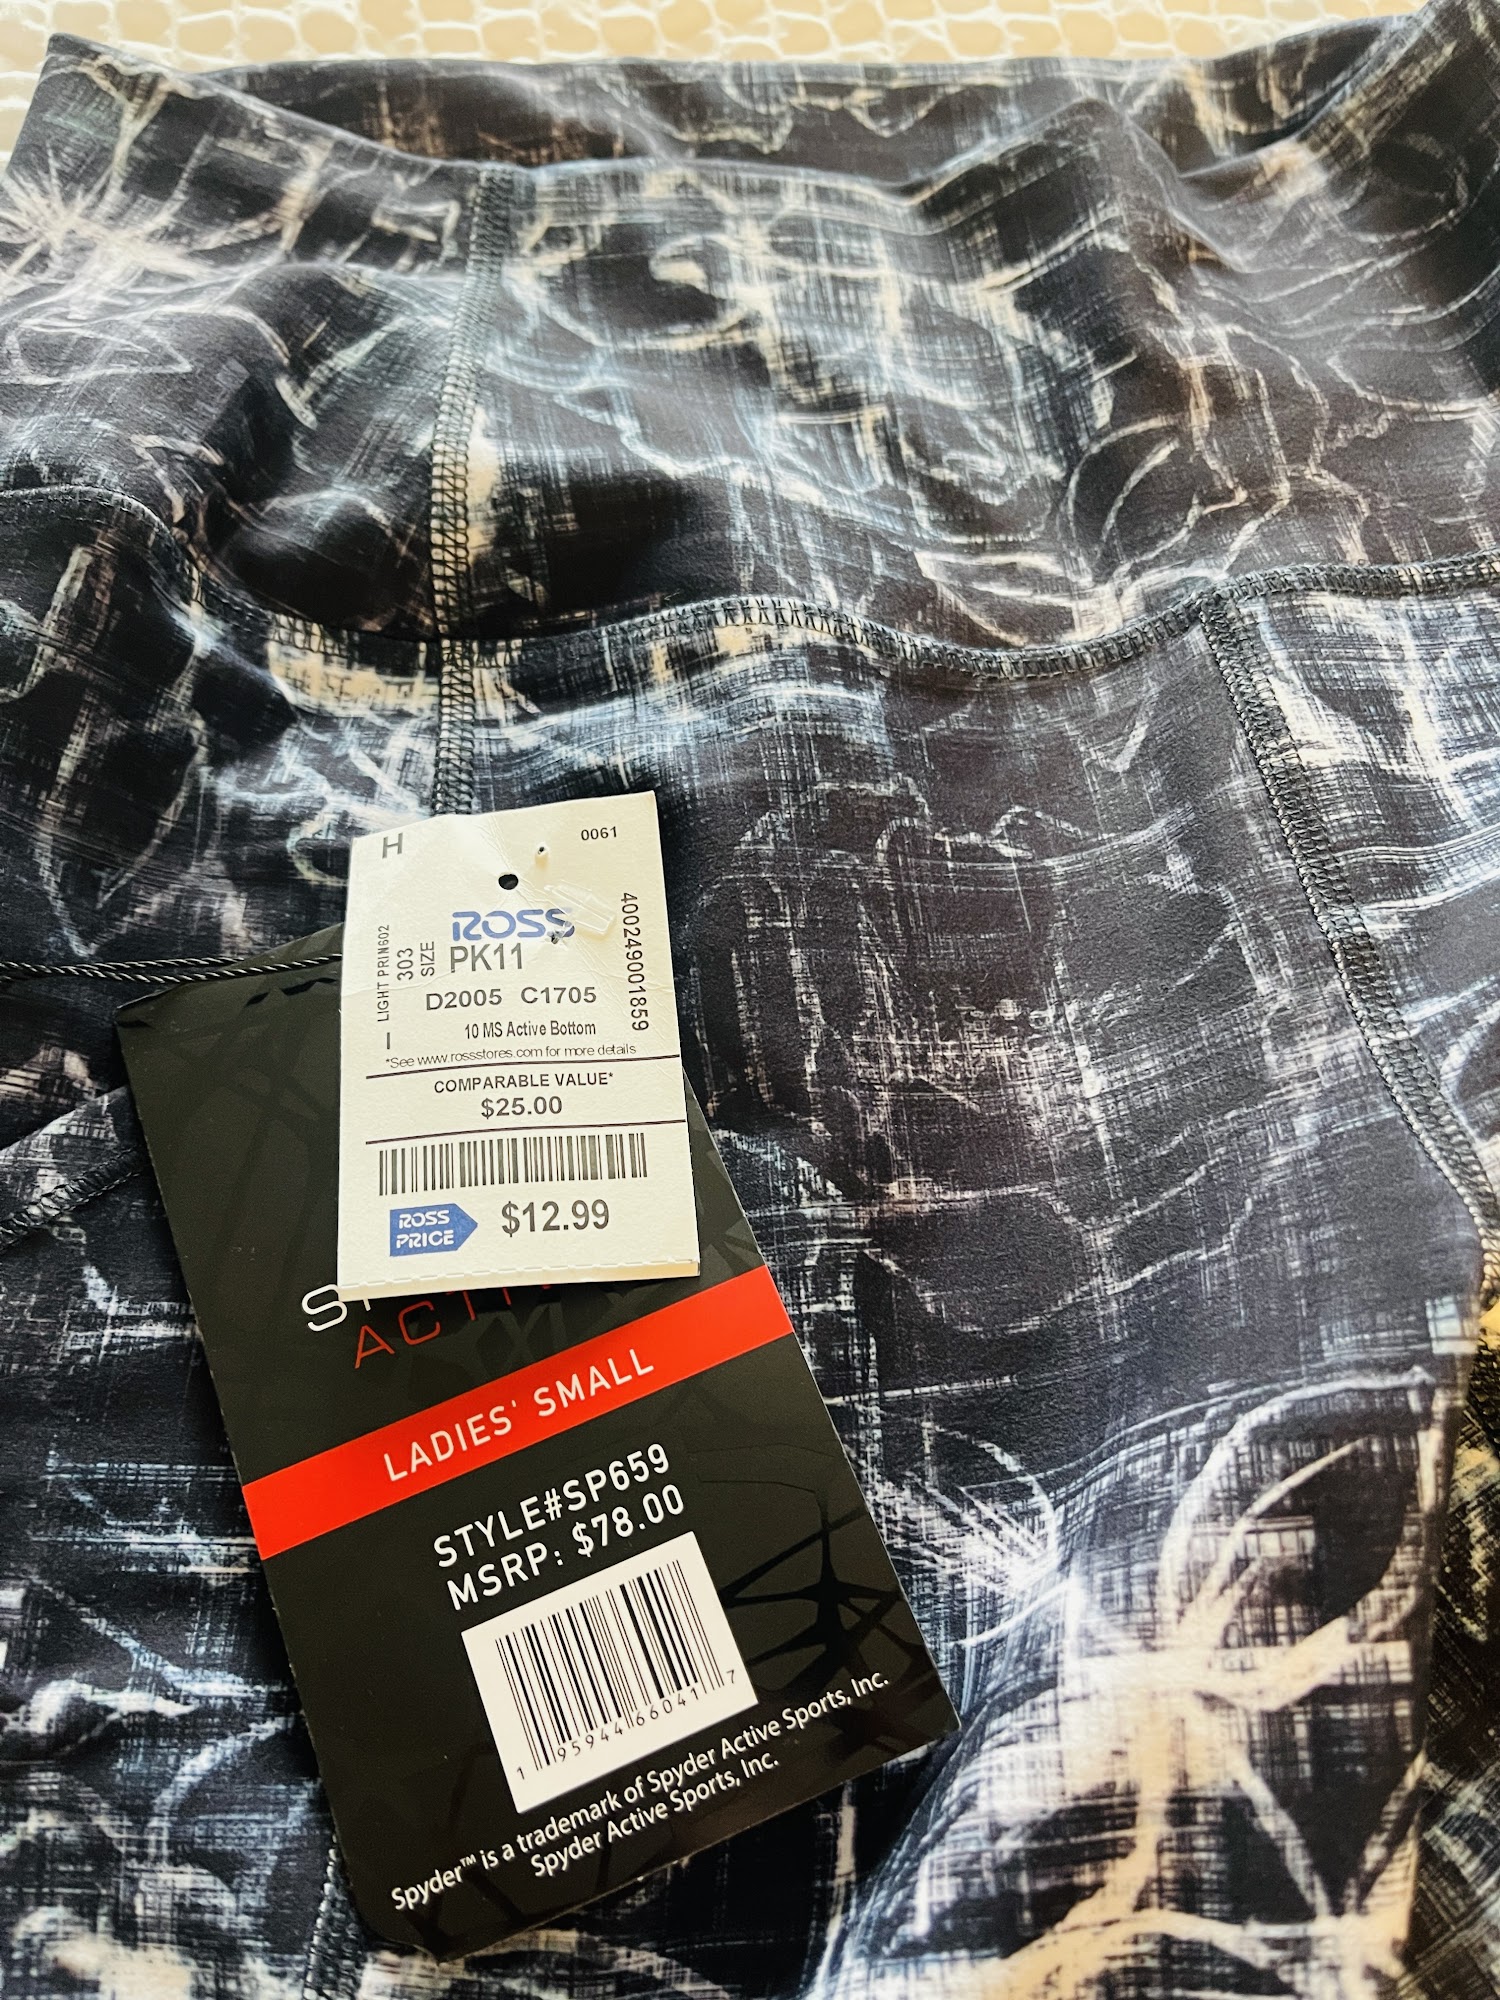 H
0061
ROSS
PK11
SIZE
303
LIGHT PRIN602
400249001859
D2005 C1705
10 MS Active Bottom
*See www.rossstores.com for more details
COMPARABLE VALUE*
$25.00
ROSS
PRICE
$12.99
LADIES' SMALL
STYLE#SP659
MSRP: $78.00
1 95944 66041 7
Spyder™ is a trademark of Spyder Active Sports, Inc.
Spyder Active Sports, Inc.